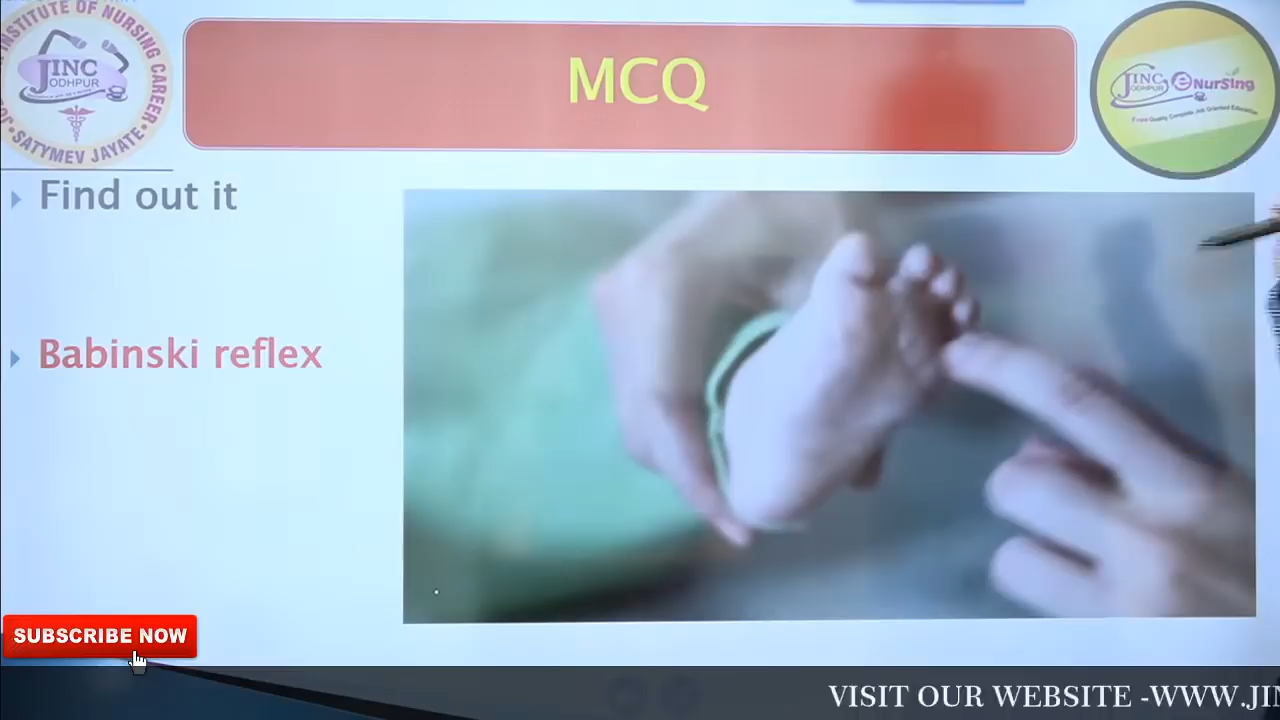 INSTITUTE OF NURSING CAREER
JINC
JODHPUR
SATYMEV JAYATE
MCQ
JINC
JODHPUR
eNursing
Find out it
Babinski reflex
SUBSCRIBE NOW
VISIT OUR WEBSITE -WWW.JIN